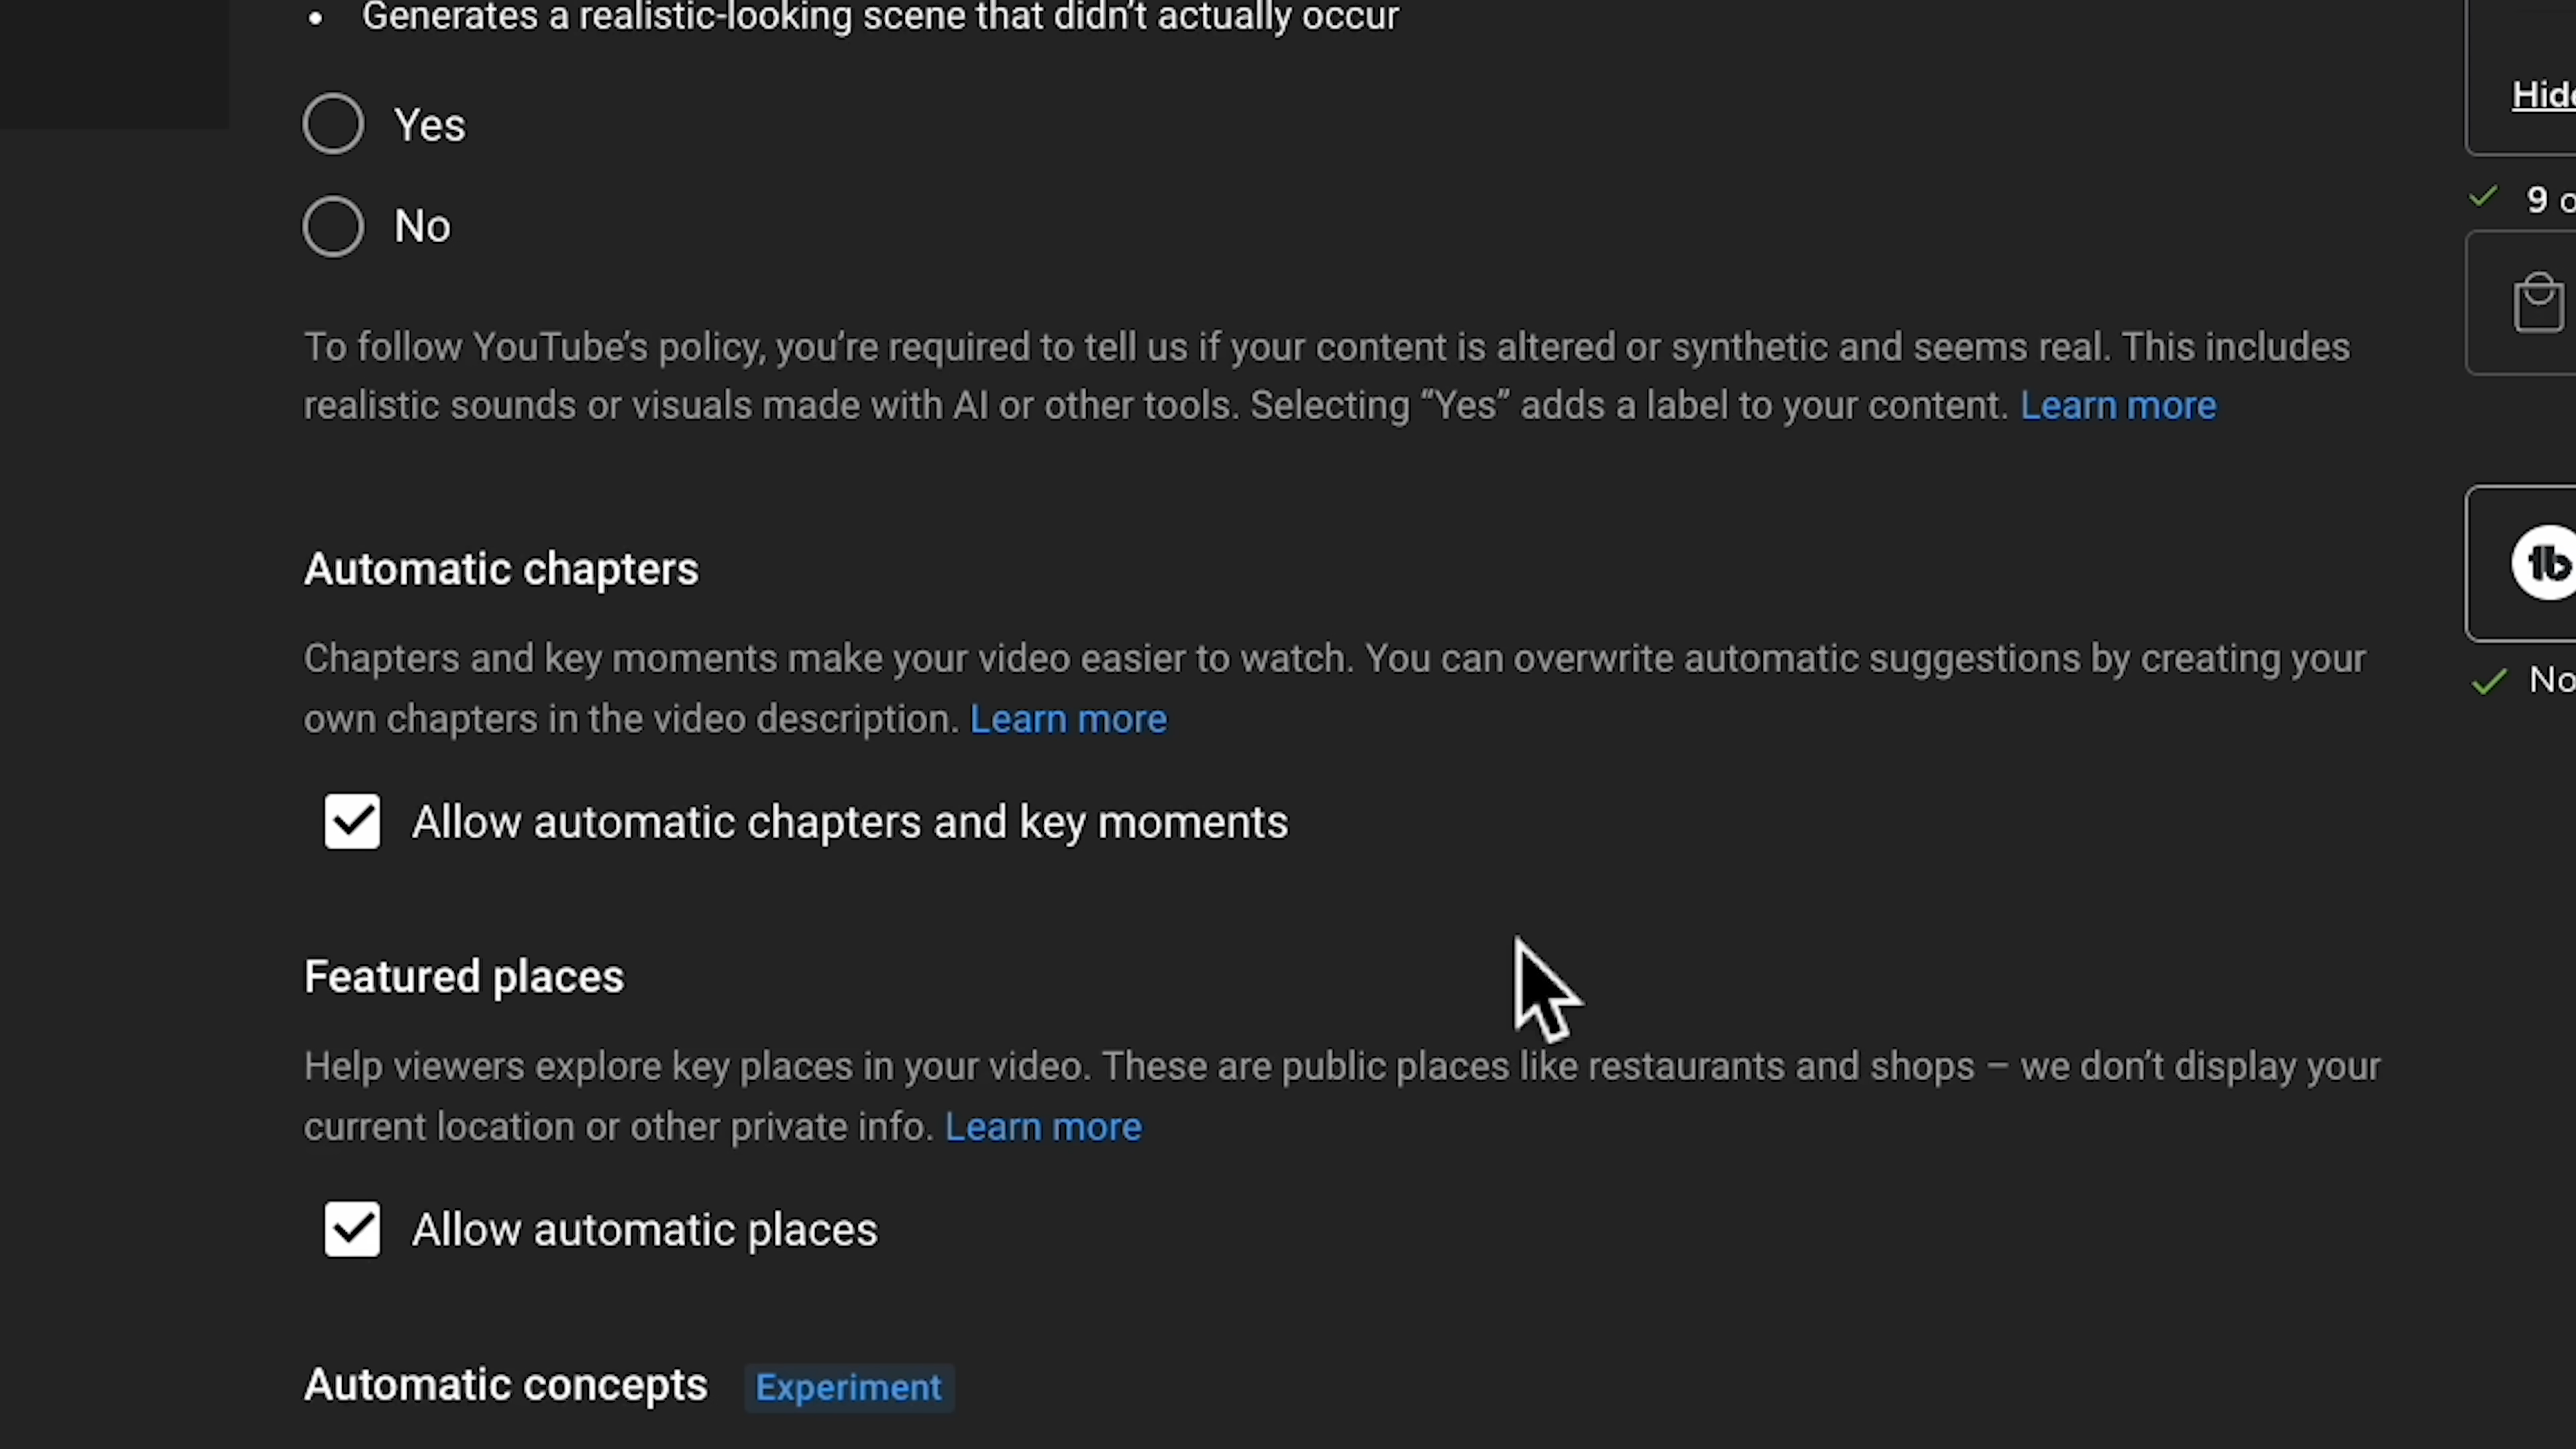 • Generates a realistic-looking scene that didn’t actually occur
Yes
No
To follow YouTube’s policy, you’re required to tell us if your content is altered or synthetic and seems real. This includes
realistic sounds or visuals made with AI or other tools. Selecting “Yes” adds a label to your content. Learn more
Automatic chapters
Chapters and key moments make your video easier to watch. You can overwrite automatic suggestions by creating your
own chapters in the video description. Learn more
Allow automatic chapters and key moments
Featured places
Help viewers explore key places in your video. These are public places like restaurants and shops – we don’t display your
current location or other private info. Learn more
Allow automatic places
Automatic concepts Experiment
9
tb